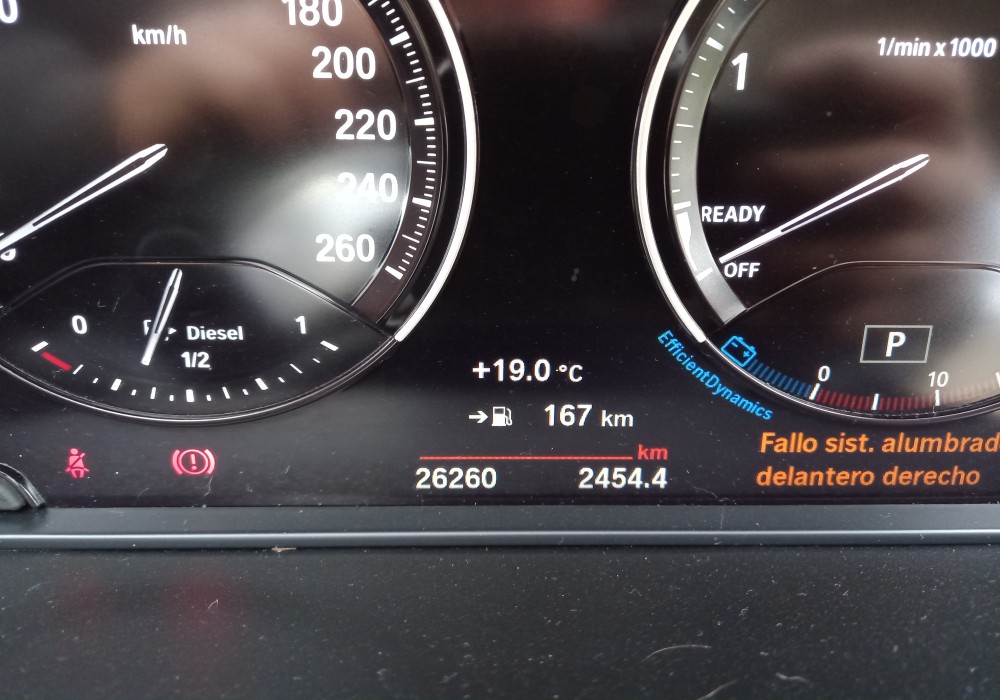 180
km/h
200
220
240
260
0
1
Diesel
1/2
+19.0 °C
167 km
km
26260 2454.4
1/min x 1000
1
READY
OFF
P
EfficientDynamics
0
10
Fallo sist. alumbrad
delantero derecho